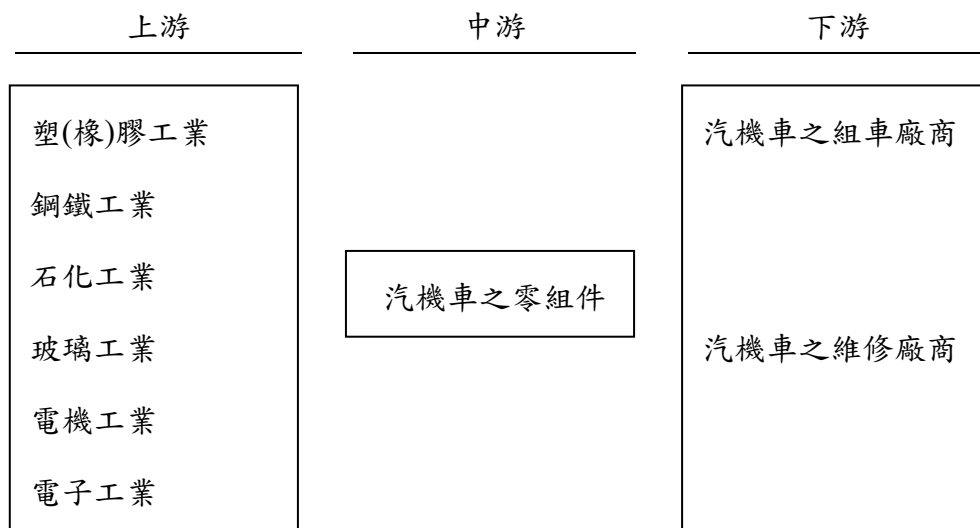 上游
中游
下游
塑(橡)膠工業
鋼鐵工業
石化工業
玻璃工業
電機工業
電子工業
汽機車之零組件
汽機車之組車廠商
汽機車之維修廠商